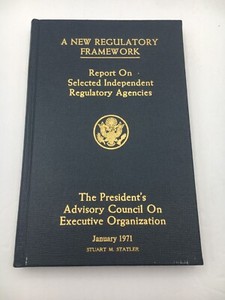 A NEW REGULATORY
FRAMEWORK
Report On
Selected Independent
Regulatory Agencies
The President's
Advisory Council On
Executive Organization
January 1971
STUART M. STATLER